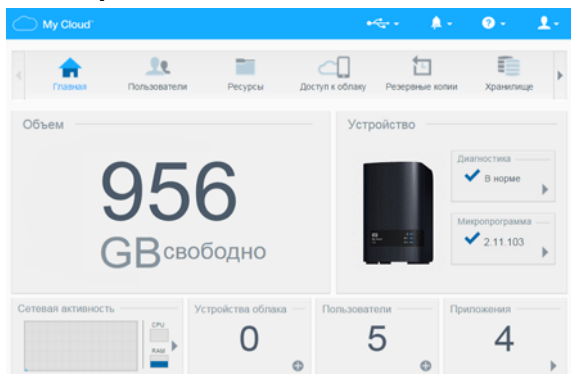 My Cloud
Главная
Пользователи
Ресурсы
Доступ к облаку
Резервные копии
Хранилище
Объем
956
GB свободно
Устройство
Диагностика
В норме
Микропрограмма
2.11.103
Сетевая активность
CPU
RAM
Устройства облака
0
Пользователи
5
Приложения
4